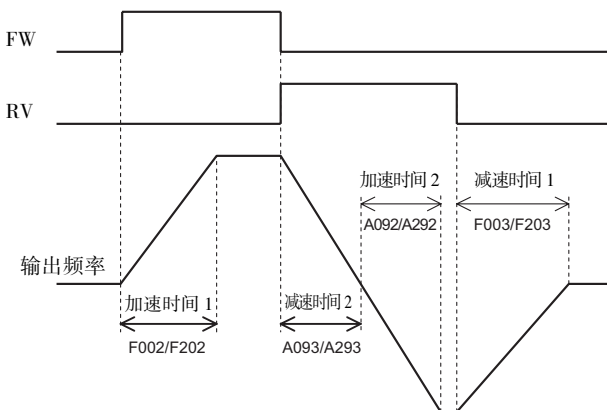 FW
RV
加速时间 2
减速时间 1
A092/A292
F003/F203
输出频率
加速时间 1
减速时间 2
F002/F202
A093/A293